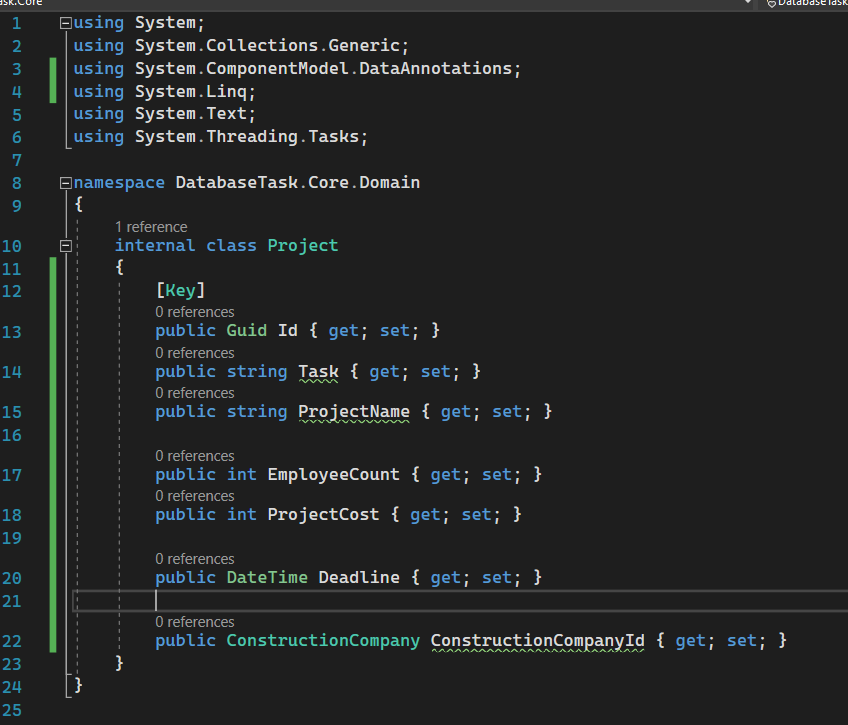 ask.Core DatabaseTask
1 using System;
2 using System.Collections.Generic;
3 using System.ComponentModel.DataAnnotations;
4 using System.Linq;
5 using System.Text;
6 using System.Threading.Tasks;
7
8 namespace DatabaseTask.Core.Domain
9 {
1 reference
10 internal class Project
11 {
12 [Key]
0 references
13 public Guid Id { get; set; }
0 references
14 public string Task { get; set; }
0 references
15 public string ProjectName { get; set; }
16
0 references
17 public int EmployeeCount { get; set; }
0 references
18 public int ProjectCost { get; set; }
19
0 references
20 public DateTime Deadline { get; set; }
21
0 references
22 public ConstructionCompany ConstructionCompanyId { get; set; }
23 }
24 }
25